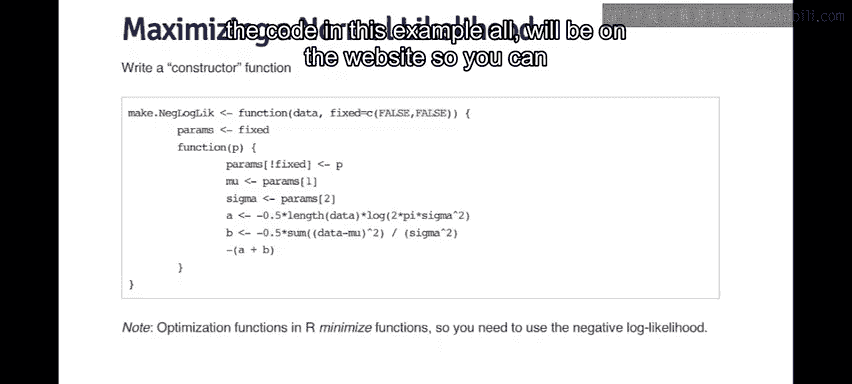 Maximizing a Normal Likelihood
the code in this example all, will be on
the website so you can
Write a “constructor” function
make.NegLogLik <- function(data, fixed=c(FALSE,FALSE)) {
params <- fixed
function(p) {
params[!fixed] <- p
mu <- params[1]
sigma <- params[2]
a <- -0.5*length(data)*log(2*pi*sigma^2)
b <- -0.5*sum((data-mu)^2) / (sigma^2)
-(a + b)
}
}
Note: Optimization functions in R minimize functions, so you need to use the negative log-likelihood.